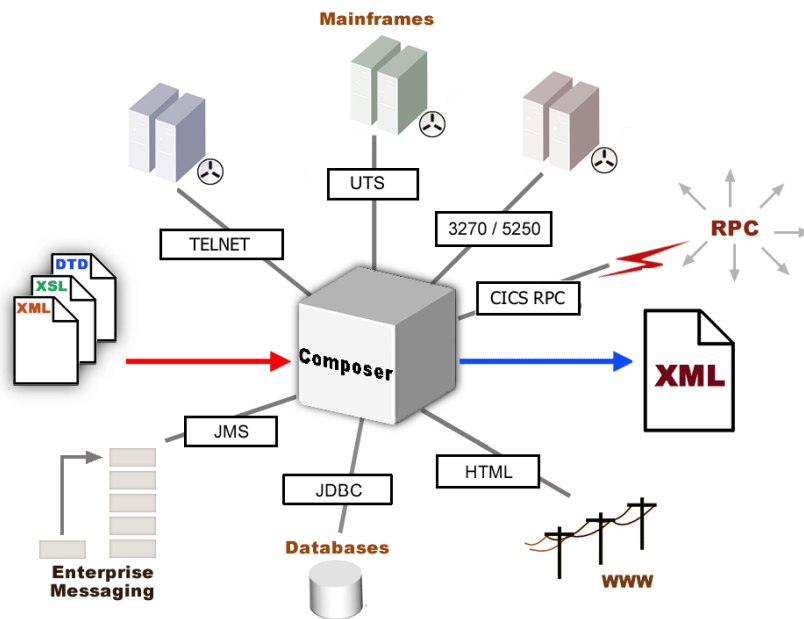 Mainframes
UTS
TELNET
3270 / 5250
RPC
CICS RPC
DTD
XSL
XML
Composer
XML
JMS
HTML
JDBC
Databases
Enterprise
Messaging
WWW